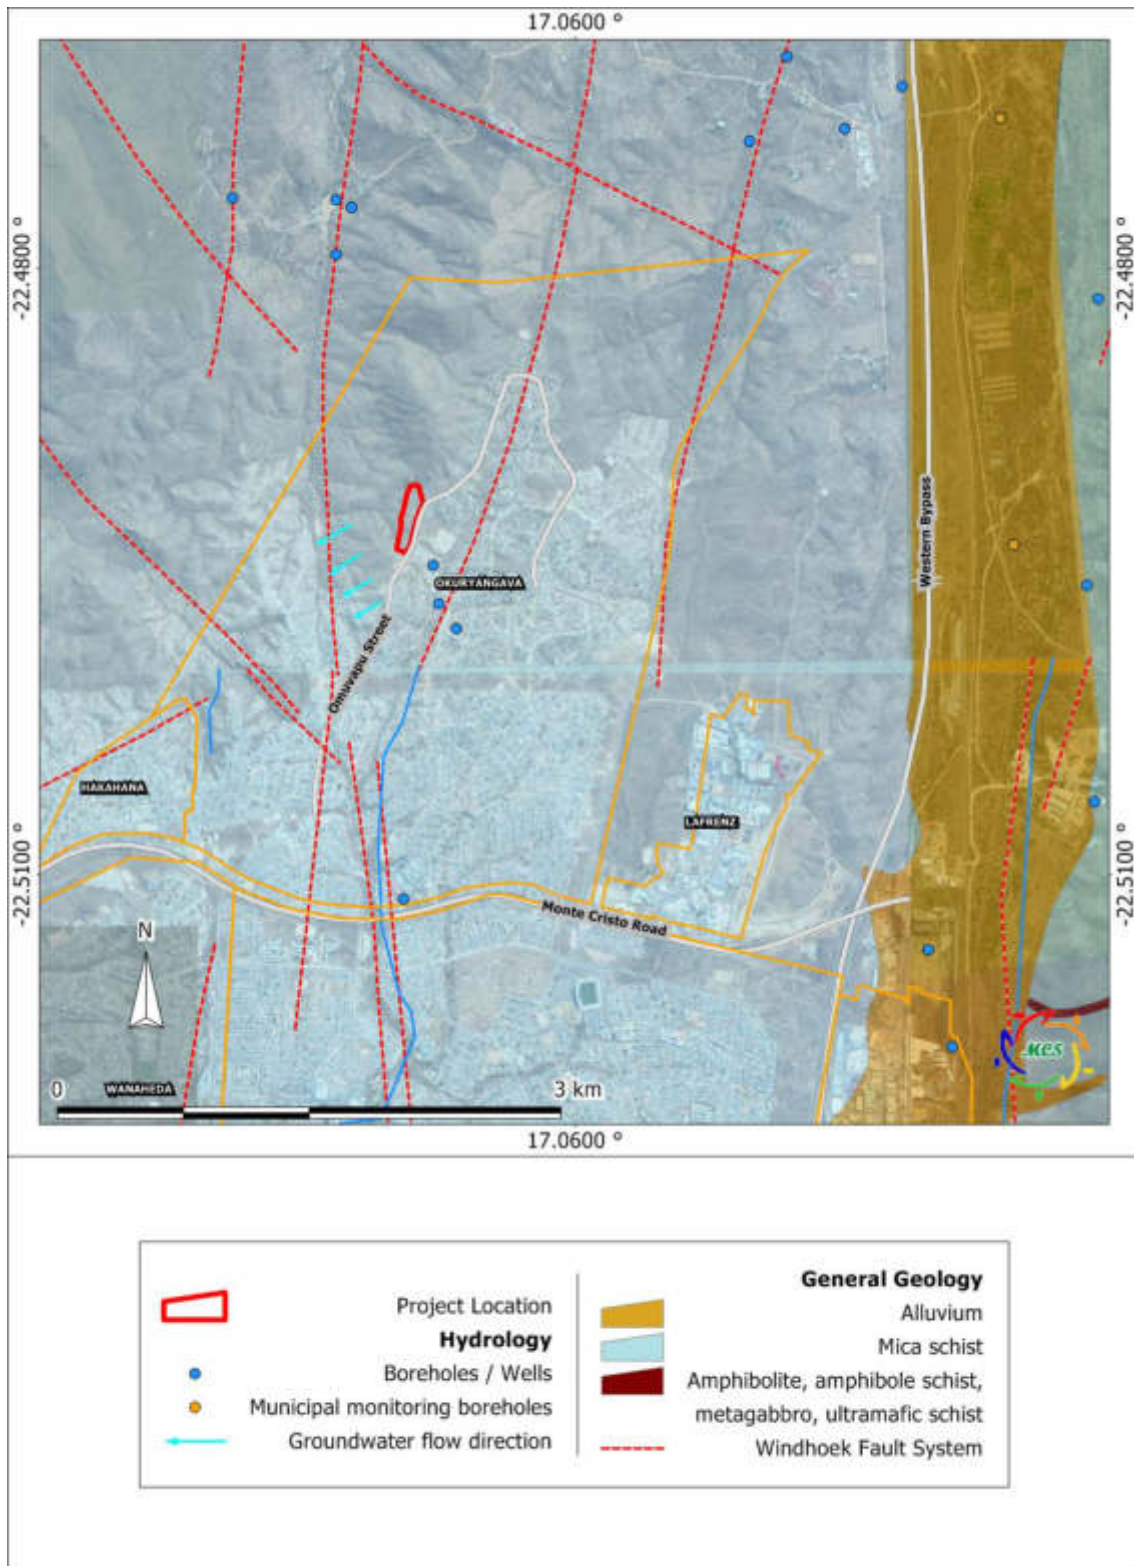 17.0600 °
-22.4800 °
-22.4800 °
Western Bypass
OKURYANGAVA
Omuvapu Street
HAKAHANA
LAFRENZ
-22.5100 °
-22.5100 °
Monte Cristo Road
N
MCS
WANAHEDA
0 3 km
17.0600 °
Project Location
Hydrology
Boreholes / Wells
Municipal monitoring boreholes
Groundwater flow direction
General Geology
Alluvium
Mica schist
Amphibolite, amphibole schist,
metagabbro, ultramafic schist
Windhoek Fault System